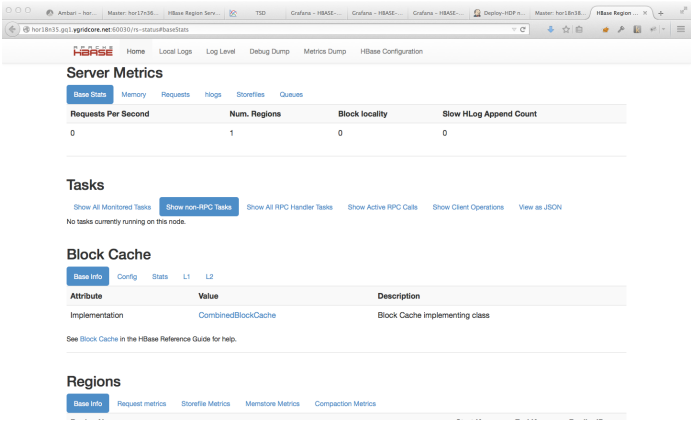 Ambari - hor... Master: hor17n36... HBase Region Serv... TSD Grafana - HBASE-... Grafana - HBASE-... Grafana - HBASE-... Deploy-HDP n... Master: hor18n38... HBase Region ...
hor18n35.gq1.ygridcore.net:60030/rs-status#baseStats
APACHE HBASE Home Local Logs Log Level Debug Dump Metrics Dump HBase Configuration
Server Metrics
Base Stats Memory Requests hlogs Storefiles Queues
Requests Per Second Num. Regions Block locality Slow HLog Append Count
0 1 0 0
Tasks
Show All Monitored Tasks Show non-RPC Tasks Show All RPC Handler Tasks Show Active RPC Calls Show Client Operations View as JSON
No tasks currently running on this node.
Block Cache
Base Info Config Stats L1 L2
Attribute Value Description
Implementation CombinedBlockCache Block Cache implementing class
See Block Cache in the HBase Reference Guide for help.
Regions
Base Info Request metrics Storefile Metrics Memstore Metrics Compaction Metrics